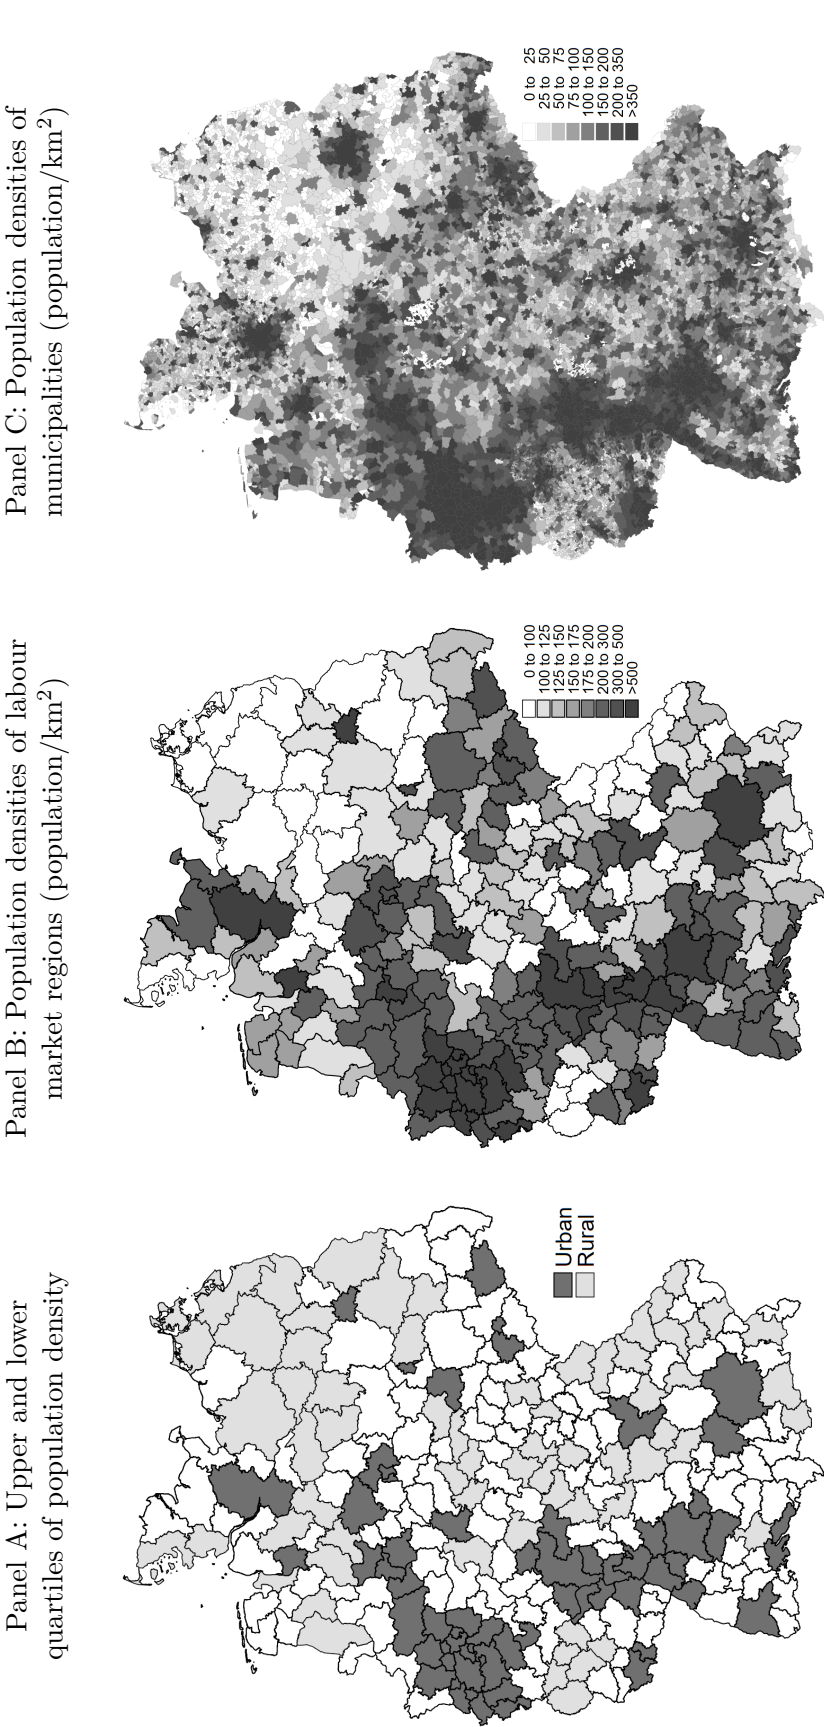 Panel A: Upper and lower
quartiles of population density
Urban
Rural
Panel B: Population densities of labour
market regions (population/km²)
0 to 100
100 to 125
125 to 150
150 to 175
175 to 200
200 to 300
300 to 500
>500
Panel C: Population densities of
municipalities (population/km²)
0 to 25
25 to 50
50 to 75
75 to 100
100 to 150
150 to 200
200 to 350
>350